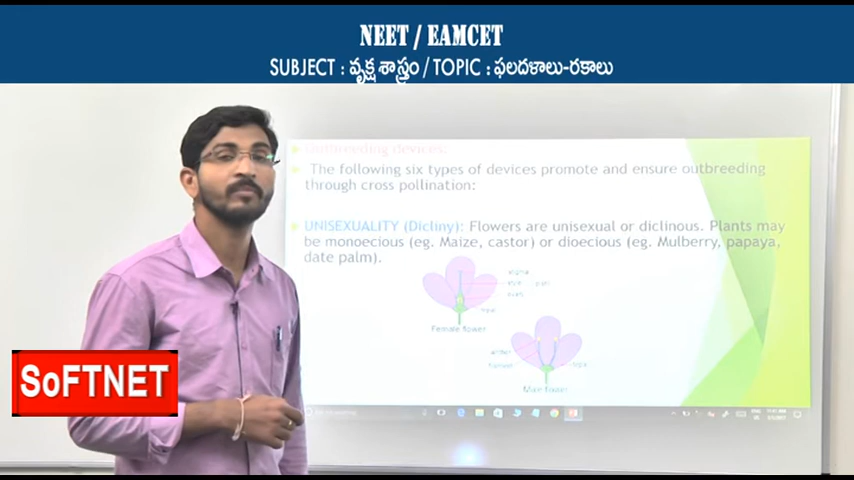 NEET / EAMCET
SUBJECT : వృక్ష శాస్త్రం / TOPIC : ఫలదళాలు-రకాలు
Outbreeding devices:
The following six types of devices promote and ensure outbreeding
through cross pollination:
UNISEXUALITY (Dicliny): Flowers are unisexual or diclinous. Plants may
be monoecious (eg. Maize, castor) or dioecious (eg. Mulberry, papaya,
date palm).
Female flower
Male flower
SoFTNET